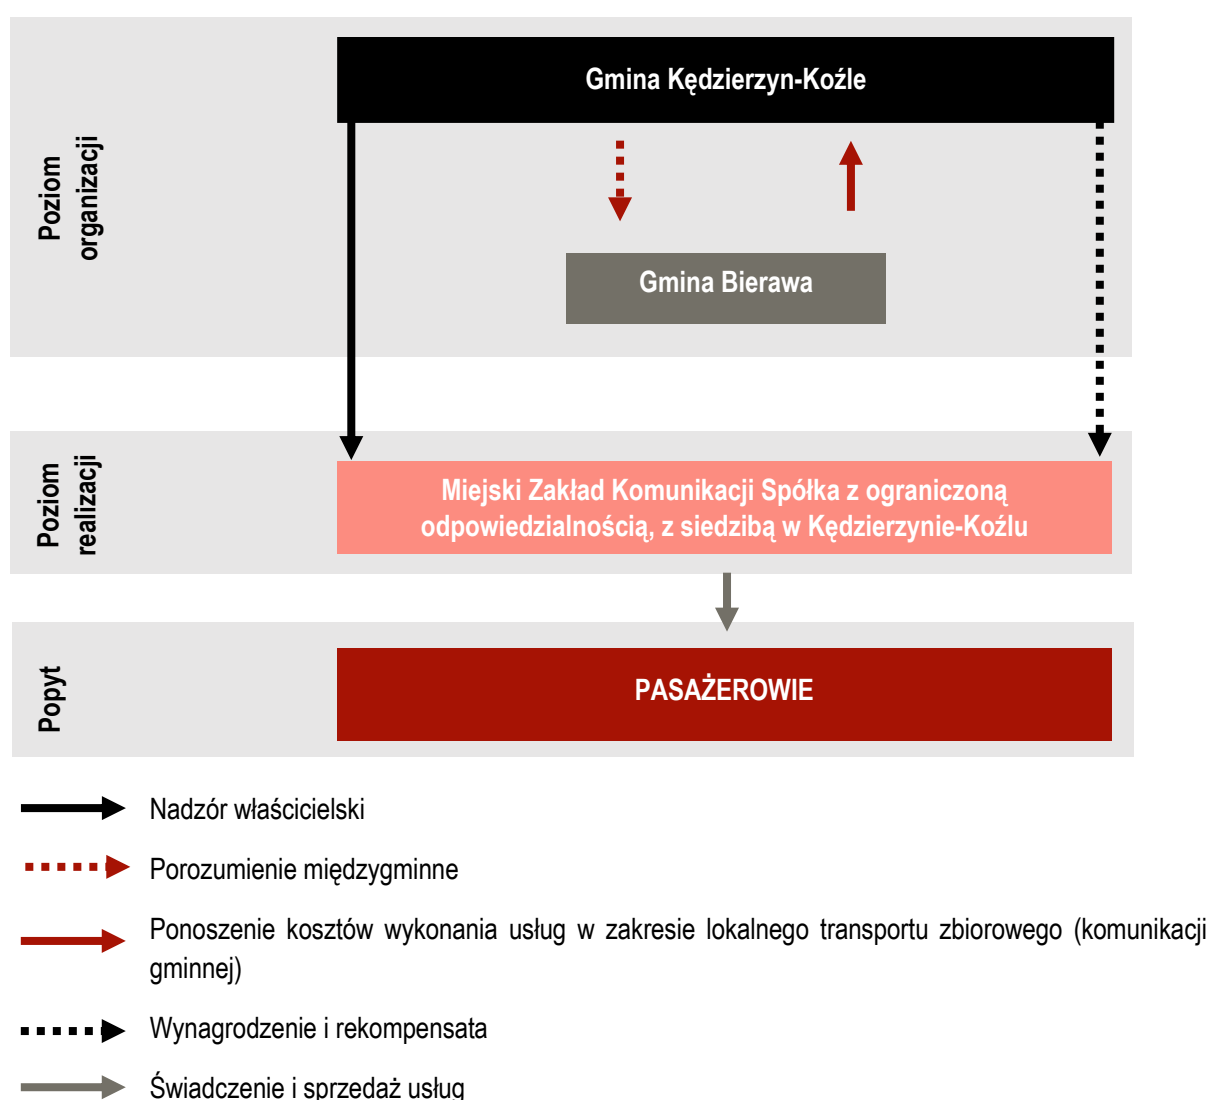 Gmina Kędzierzyn-Koźle
Poziom
organizacji
Gmina Bierawa
Poziom
realizacji
Miejski Zakład Komunikacji Spółka z ograniczoną
odpowiedzialnością, z siedzibą w Kędzierzynie-Koźlu
Popyt
PASAŻEROWIE
Nadzór właścicielski
Porozumienie międzygminne
Ponoszenie kosztów wykonania usług w zakresie lokalnego transportu zbiorowego (komunikacji
gminnej)
Wynagrodzenie i rekompensata
Świadczenie i sprzedaż usług